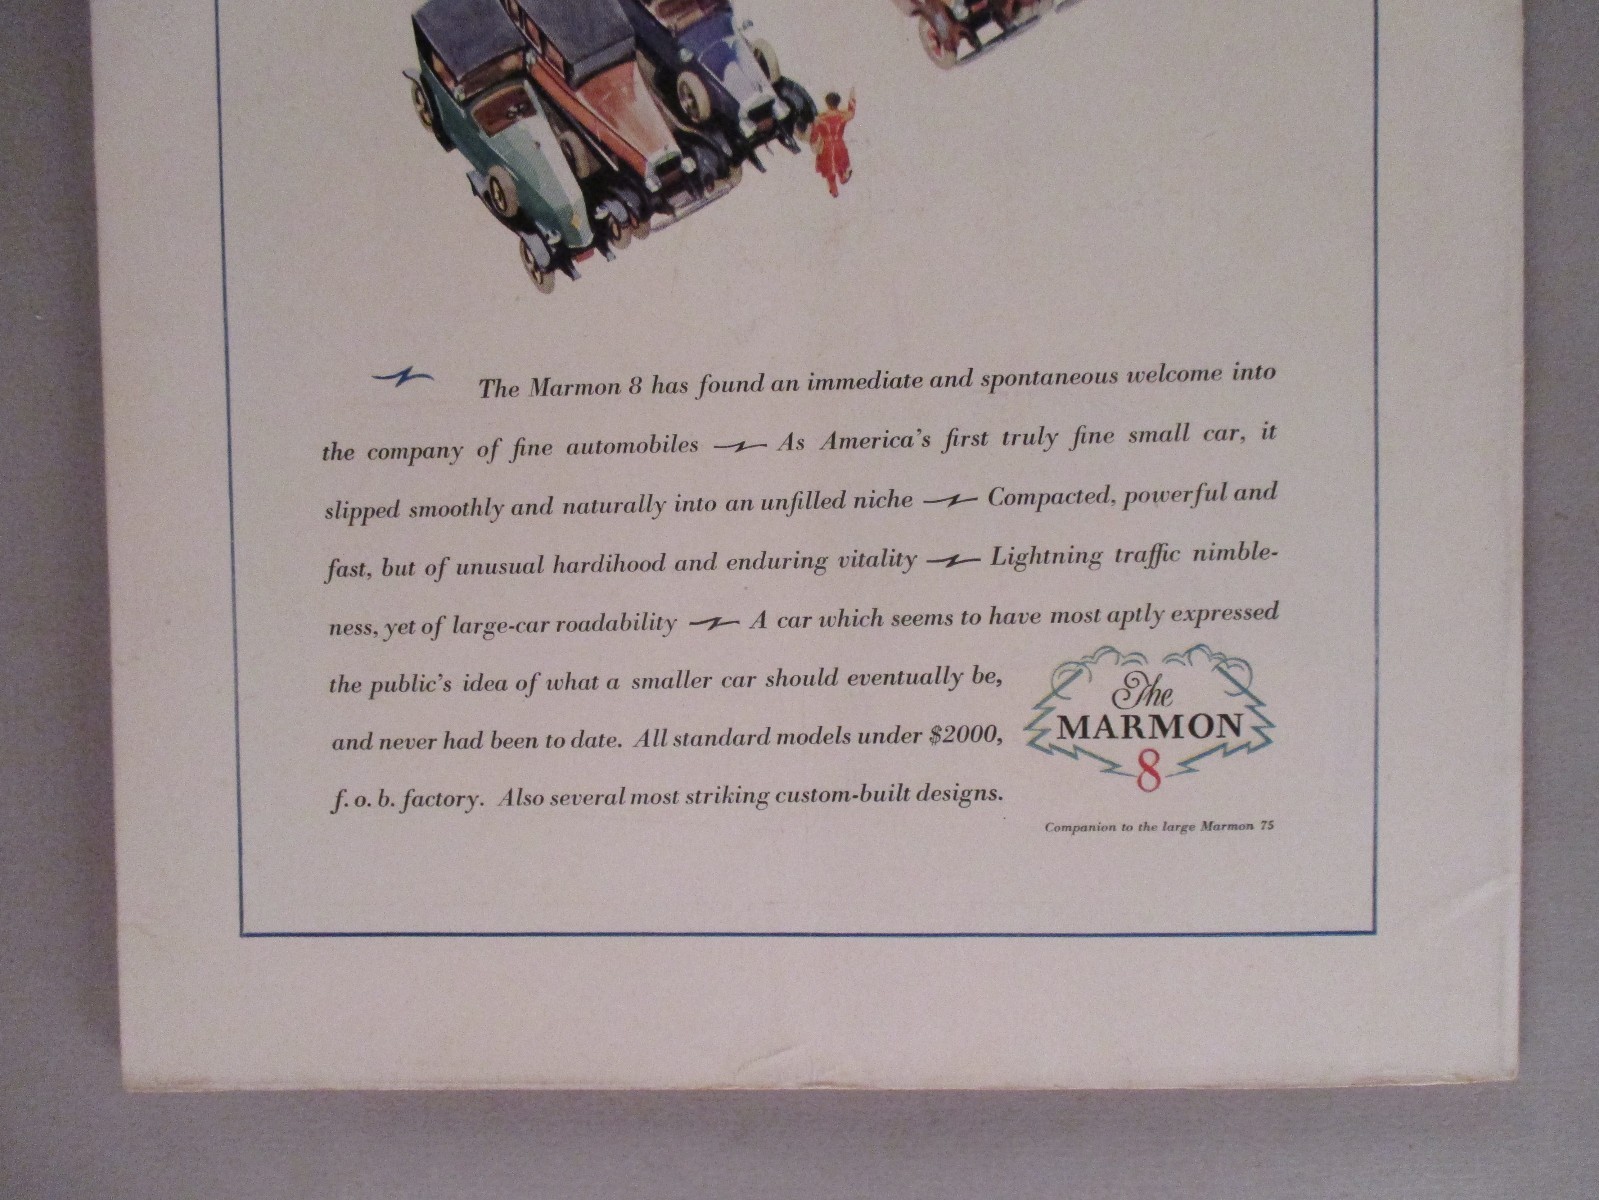 The Marmon 8 has found an immediate and spontaneous welcome into
the company of fine automobiles As America's first truly fine small car, it
slipped smoothly and naturally into an unfilled niche Compacted, powerful and
fast, but of unusual hardihood and enduring vitality Lightning traffic nimble-
ness, yet of large-car roadability A car which seems to have most aptly expressed
the public's idea of what a smaller car should eventually be,
and never had been to date. All standard models under $2000,
f. o. b. factory. Also several most striking custom-built designs.
The
MARMON
8
Companion to the large Marmon 75